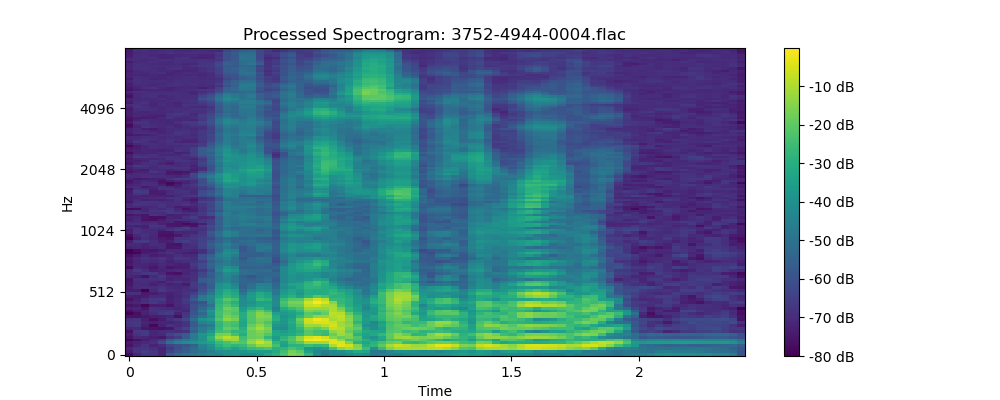 Processed Spectrogram: 3752-4944-0004.flac
Hz
4096
2048
1024
512
0
0
0.5
1
1.5
2
Time
-10 dB
-20 dB
-30 dB
-40 dB
-50 dB
-60 dB
-70 dB
-80 dB